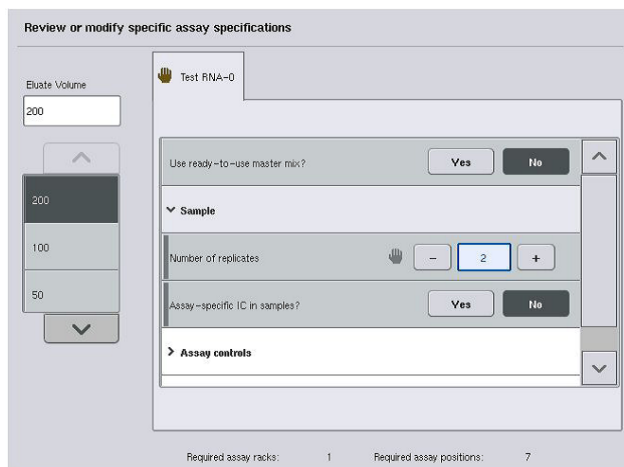 Review or modify specific assay specifications
Eluate Volume
200
200
100
50
Test RNA-0
Use ready-to-use master mix?
Yes
No
Sample
Number of replicates
-
2
+
Assay-specific IC in samples?
Yes
No
Assay controls
Required assay racks: 1 Required assay positions: 7